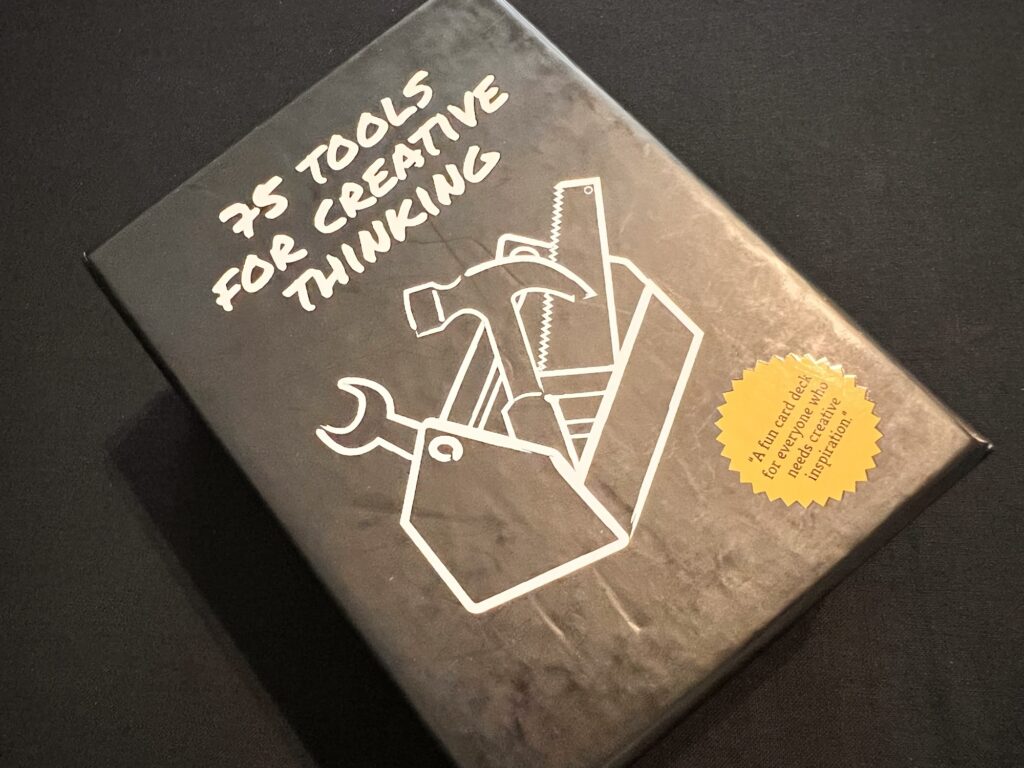 75 TOOLS
FOR CREATIVE
THINKING
"A fun card deck
for everyone who
needs creative
inspiration."